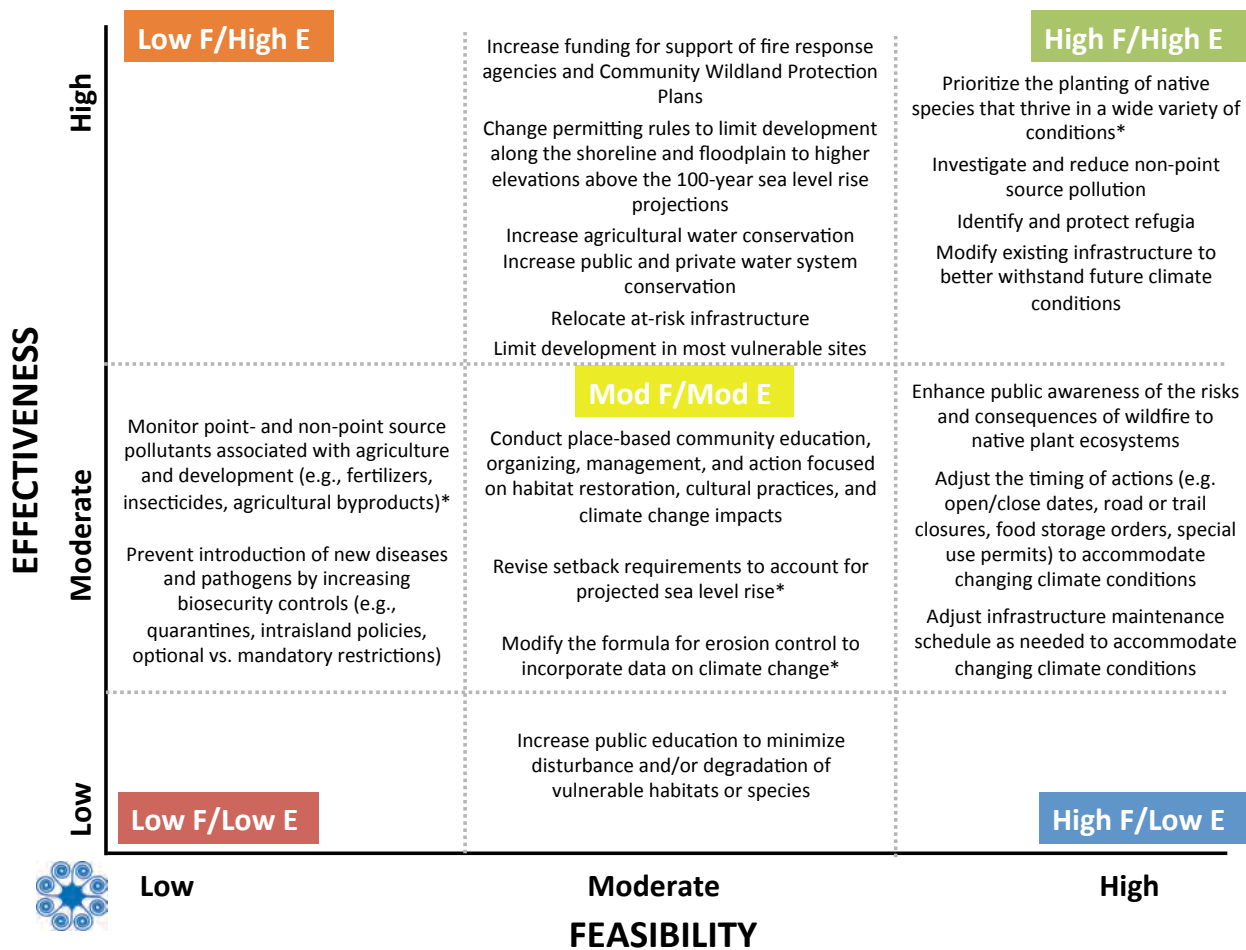 Low F/High E
Increase funding for support of fire response
agencies and Community Wildland Protection
Plans
Change permitting rules to limit development
along the shoreline and floodplain to higher
elevations above the 100-year sea level rise
projections
Increase agricultural water conservation
Increase public and private water system
conservation
Relocate at-risk infrastructure
Limit development in most vulnerable sites
High F/High E
Prioritize the planting of native
species that thrive in a wide variety of
conditions*
Investigate and reduce non-point
source pollution
Identify and protect refugia
Modify existing infrastructure to
better withstand future climate
conditions
High
EFFECTIVENESS
Moderate
Monitor point- and non-point source
pollutants associated with agriculture
and development (e.g., fertilizers,
insecticides, agricultural byproducts)*
Prevent introduction of new diseases
and pathogens by increasing
biosecurity controls (e.g.,
quarantines, intraisland policies,
optional vs. mandatory restrictions)
Mod F/Mod E
Conduct place-based community education,
organizing, management, and action focused
on habitat restoration, cultural practices, and
climate change impacts
Revise setback requirements to account for
projected sea level rise*
Modify the formula for erosion control to
incorporate data on climate change*
Enhance public awareness of the risks
and consequences of wildfire to
native plant ecosystems
Adjust the timing of actions (e.g.
open/close dates, road or trail
closures, food storage orders, special
use permits) to accommodate
changing climate conditions
Adjust infrastructure maintenance
schedule as needed to accommodate
changing climate conditions
Low
Low F/Low E
Increase public education to minimize
disturbance and/or degradation of
vulnerable habitats or species
High F/Low E
Low
Moderate
High
FEASIBILITY